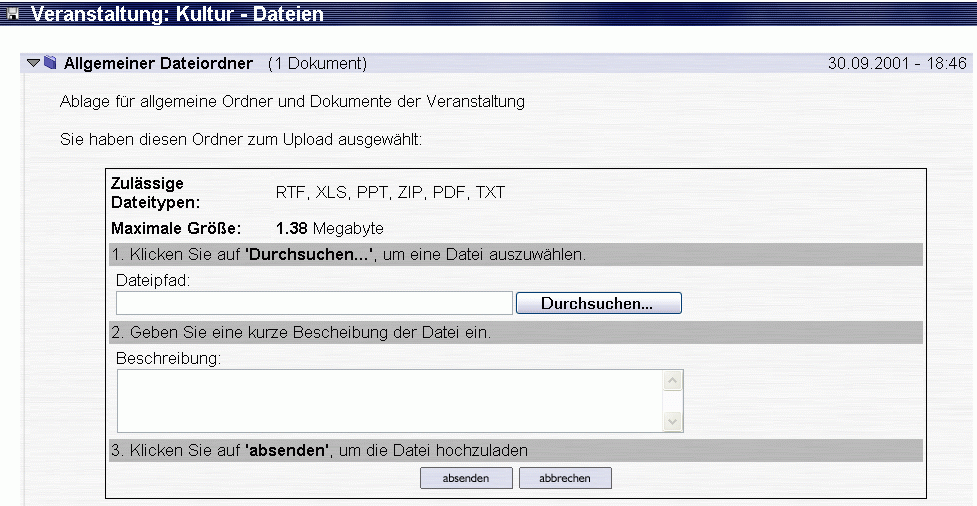 Veranstaltung: Kultur - Dateien
Allgemeiner Dateiordner (1 Dokument) 30.09.2001 - 18:46
Ablage für allgemeine Ordner und Dokumente der Veranstaltung
Sie haben diesen Ordner zum Upload ausgewählt:
Zulässige
Dateitypen: RTF, XLS, PPT, ZIP, PDF, TXT
Maximale Größe: 1.38 Megabyte
1. Klicken Sie auf 'Durchsuchen...', um eine Datei auszuwählen.
Dateipfad:
Durchsuchen...
2. Geben Sie eine kurze Bescheibung der Datei ein.
Beschreibung:
3. Klicken Sie auf 'absenden', um die Datei hochzuladen
absenden abbrechen